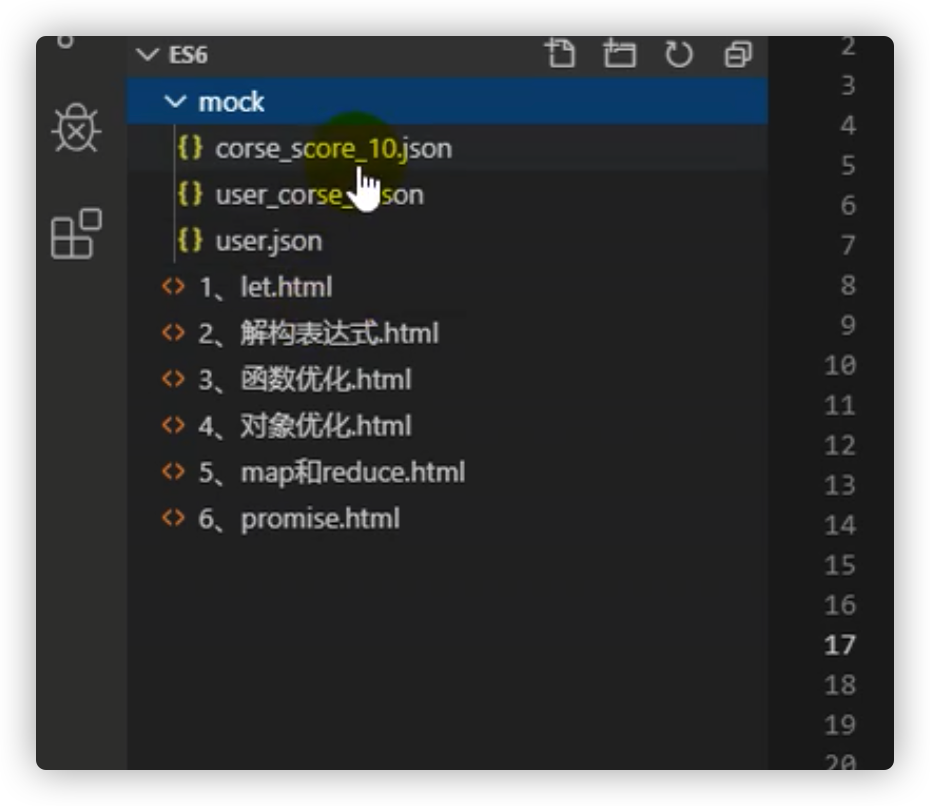 ES6
mock
corse_score_10.json
user_corse_
son
user.json
1、let.html
2、解构表达式.html
3、函数优化.html
4、对象优化.html
5、map和reduce.html
6、promise.html
2
3
4
5
6
7
8
9
10
11
12
13
14
15
16
17
18
19
20